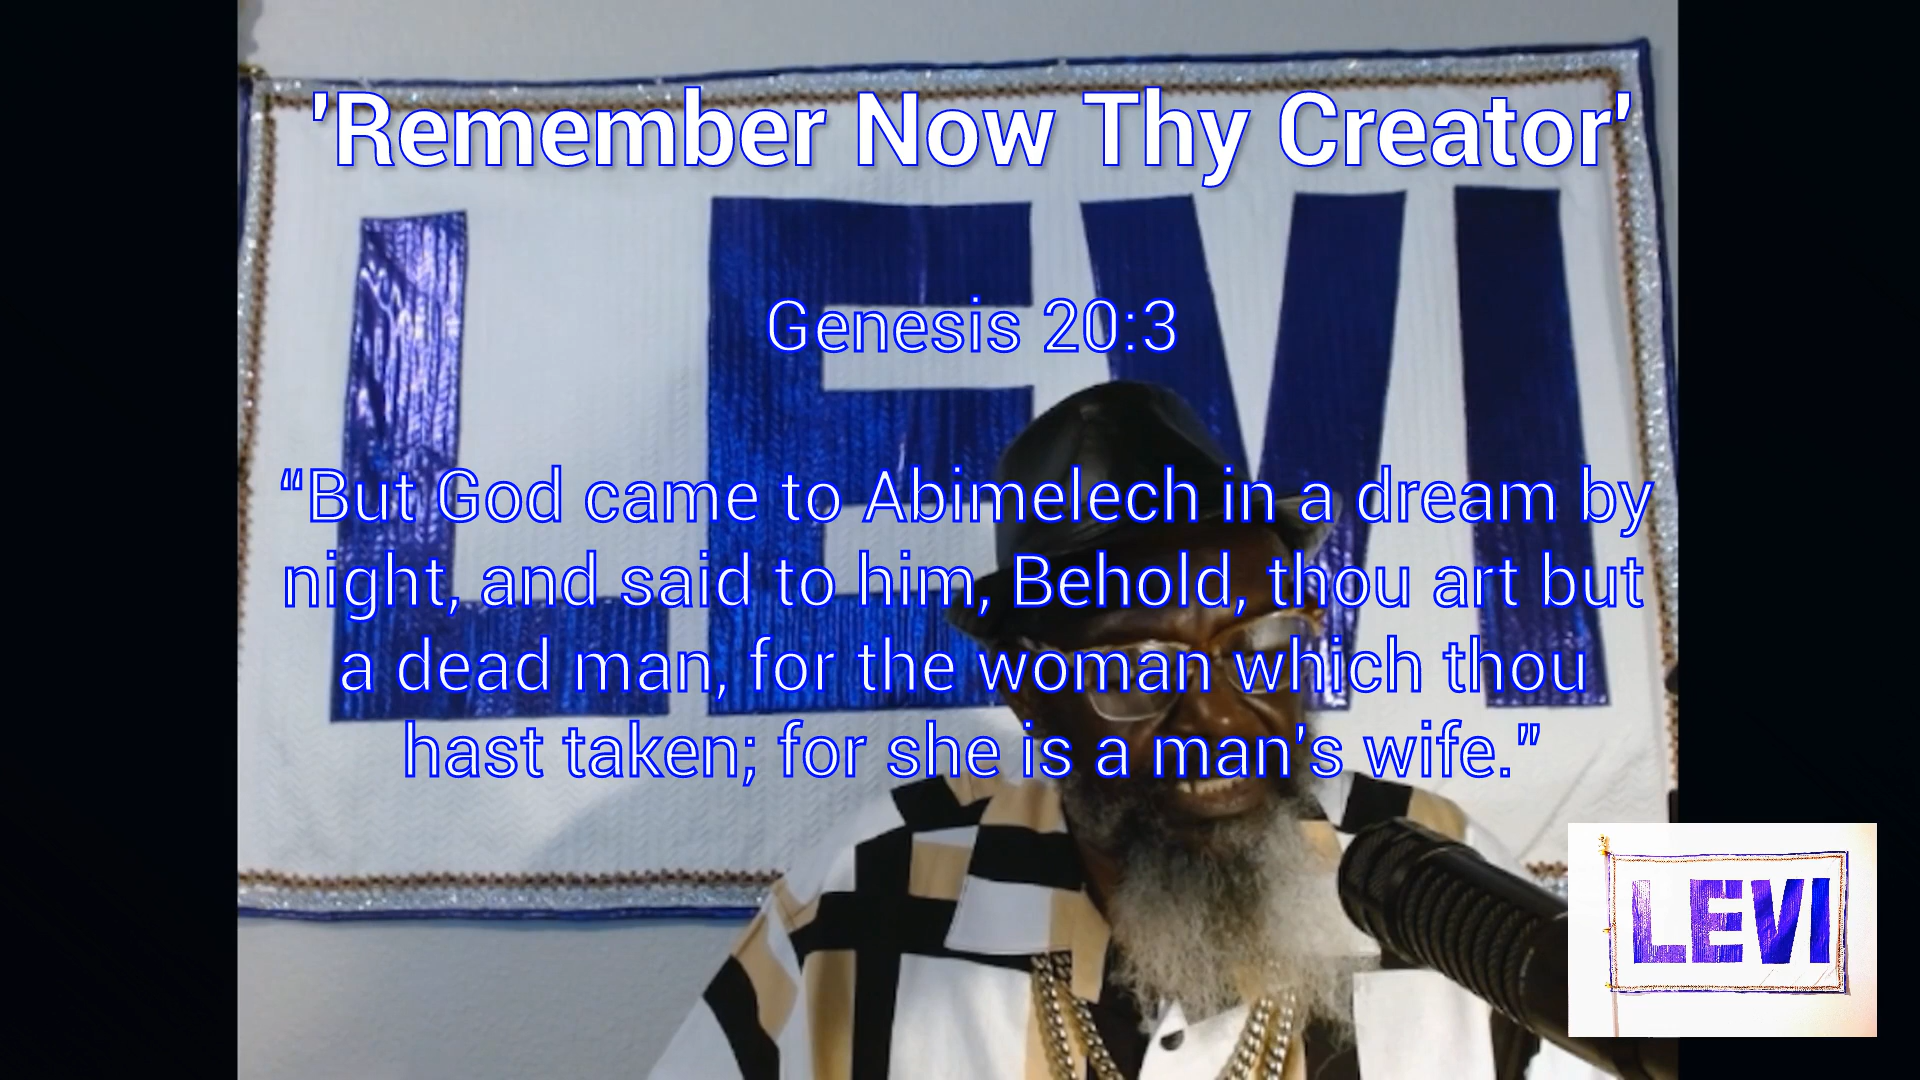 'Remember Now Thy Creator'
LEVI
Genesis 20:3
“But God came to Abimelech in a dream by
night, and said to him, Behold, thou art but
a dead man, for the woman which thou
hast taken; for she is a man's wife.”
LEVI